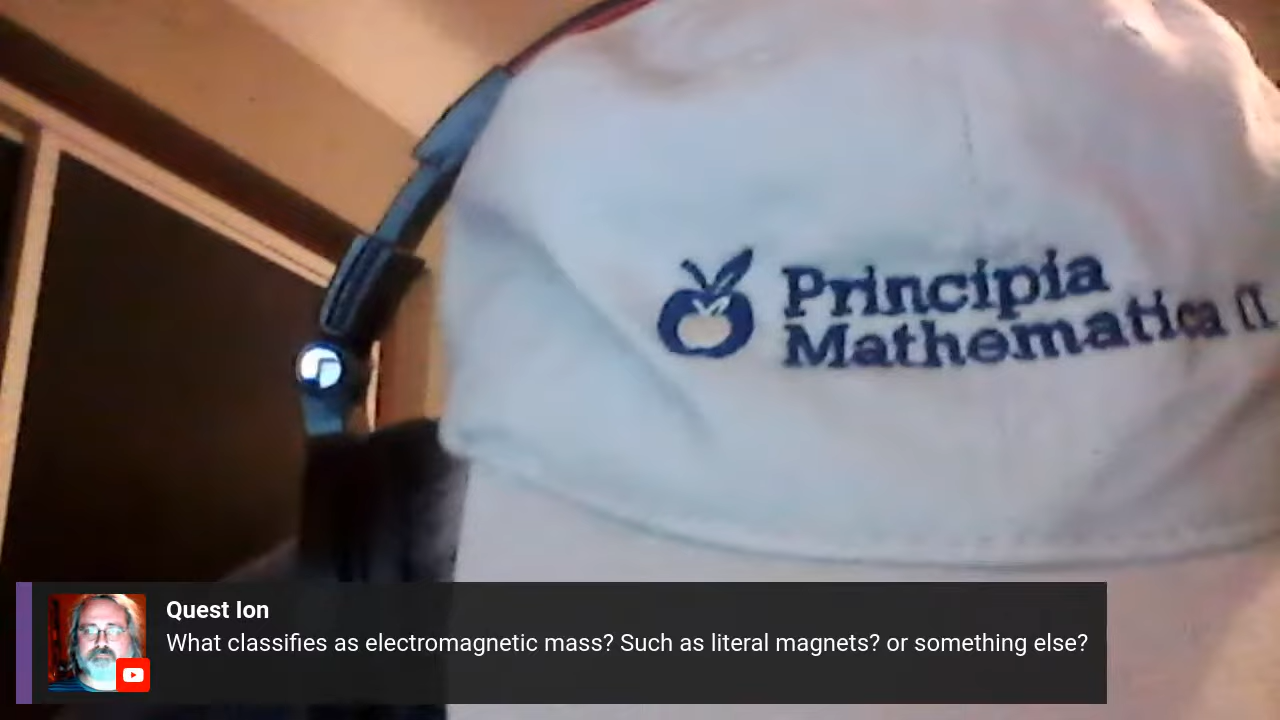 Principia
Mathematica II
Quest Ion
What classifies as electromagnetic mass? Such as literal magnets? or something else?